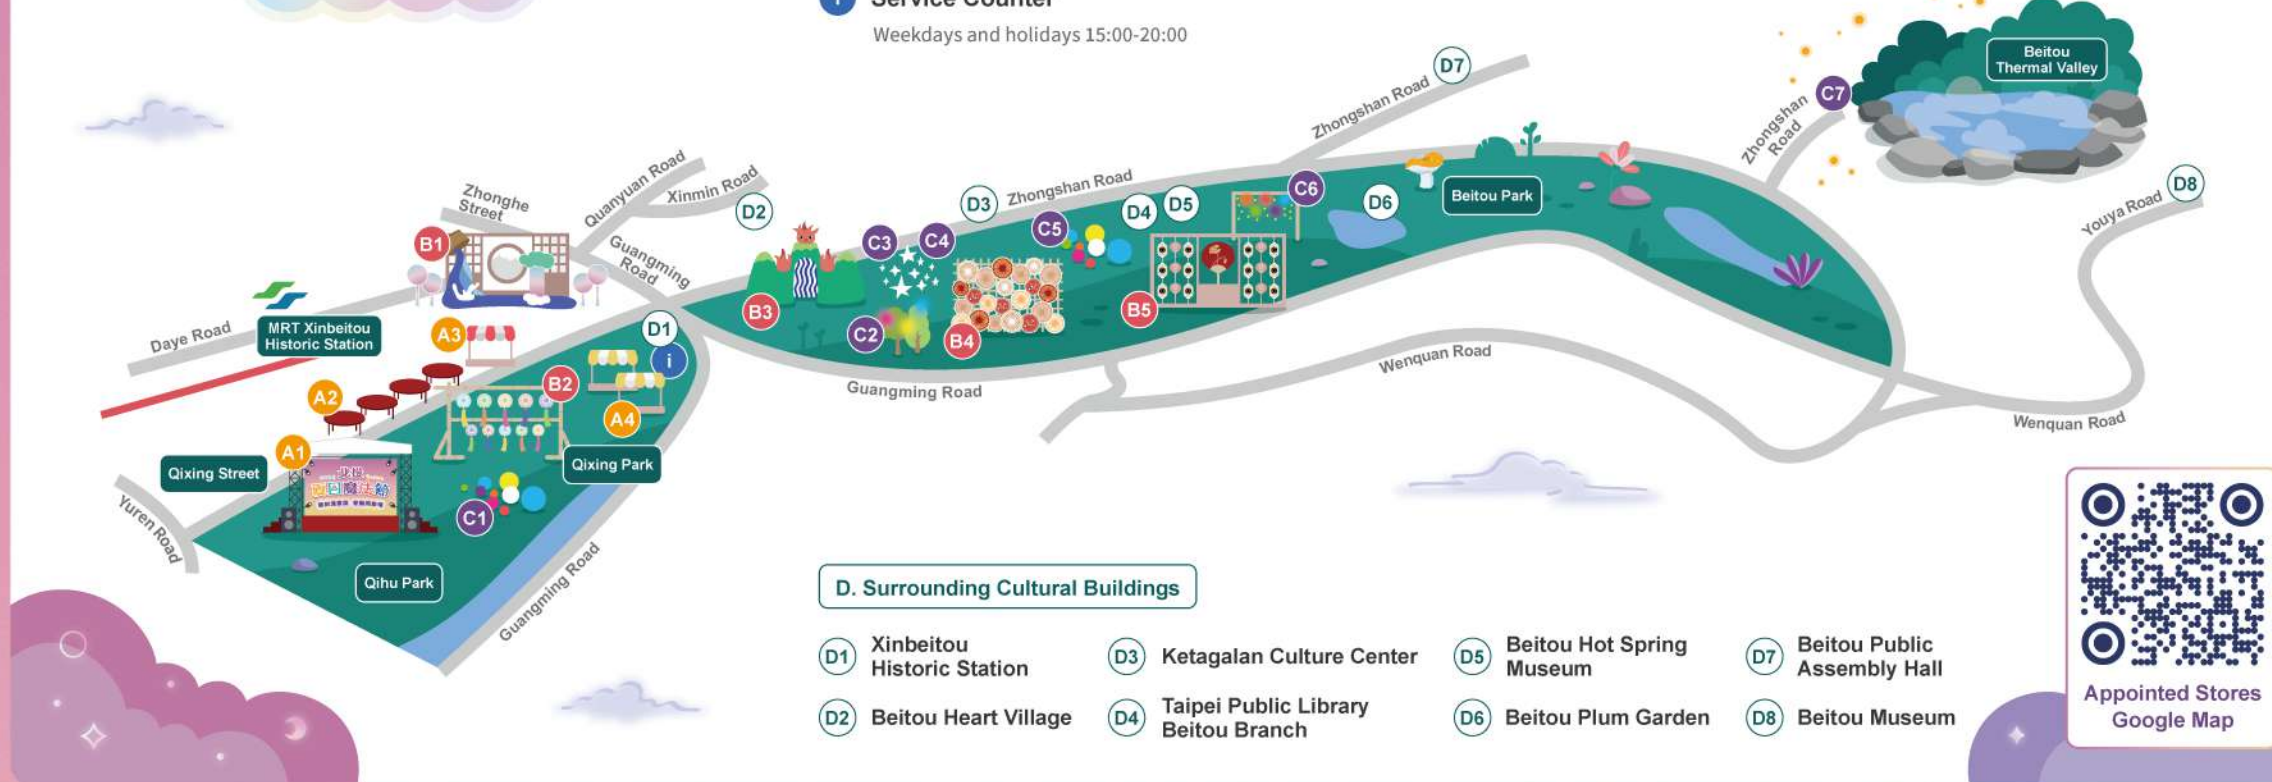 i Service Counter
Weekdays and holidays 15:00-20:00
D7
Zhongshan Road
Beitou
Thermal Valley
C7
Zhongshan
Road
D8
Youya Road
Quanyuan Road
Xinmin Road
D2
Zhonghe
Street
B1
Guangming
Road
D3
Zhongshan Road
C3
C4
C5
D4
D5
C6
D6
Beitou Park
MRT Xinbeitou
Historic Station
Daye Road
A3
D1
i
B3
C2
B4
B5
Guangming Road
Wenquan Road
Wenquan Road
A2
B2
A4
A1
Qixing Street
Qixing Park
Yuren Road
C1
Qihu Park
Guangming Road
D. Surrounding Cultural Buildings
D1 Xinbeitou
Historic Station
D2 Beitou Heart Village
D3 Ketagalan Culture Center
D4 Taipei Public Library
Beitou Branch
D5 Beitou Hot Spring
Museum
D6 Beitou Plum Garden
D7 Beitou Public
Assembly Hall
D8 Beitou Museum
Appointed Stores
Google Map